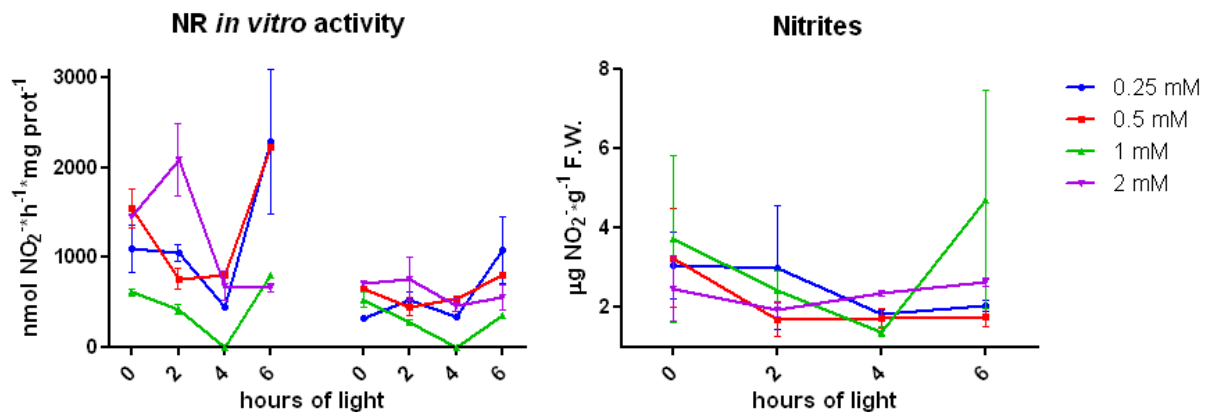 NR in vitro activity
nmol NO₂⁻*h⁻¹*mg prot⁻¹
3000
2000
1000
0
0 2 4 6 0 2 4 6
hours of light
Nitrites
µg NO₂⁻*g⁻¹ F.W.
8
6
4
2
0 2 4 6
hours of light
0.25 mM
0.5 mM
1 mM
2 mM